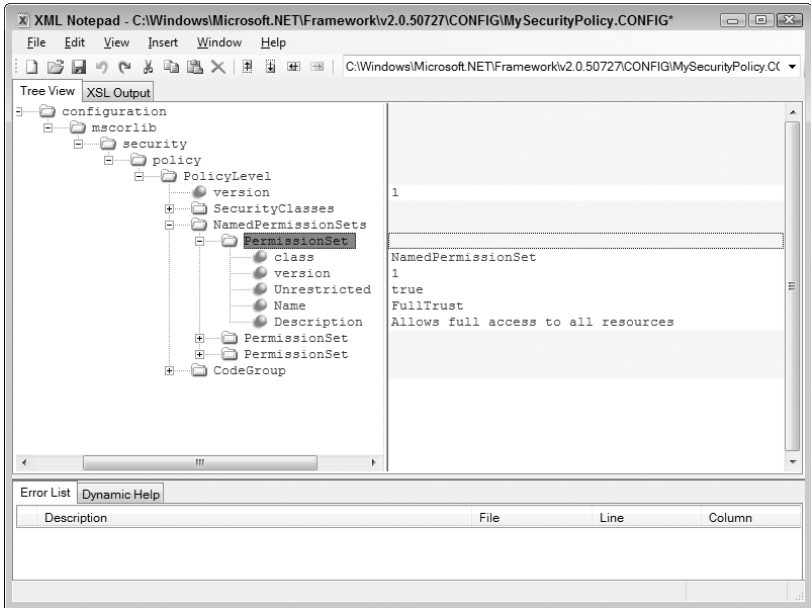 XML Notepad - C:\Windows\Microsoft.NET\Framework\v2.0.50727\CONFIG\MySecurityPolicy.CONFIG*
File Edit View Insert Window Help
C:\Windows\Microsoft.NET\Framework\v2.0.50727\CONFIG\MySecurityPolicy.C(
Tree View XSL Output
configuration
mscorlib
security
policy
PolicyLevel
version 1
SecurityClasses
NamedPermissionSets
PermissionSet
class NamedPermissionSet
version 1
Unrestricted true
Name FullTrust
Description Allows full access to all resources
PermissionSet
PermissionSet
CodeGroup
Error List Dynamic Help
Description File Line Column